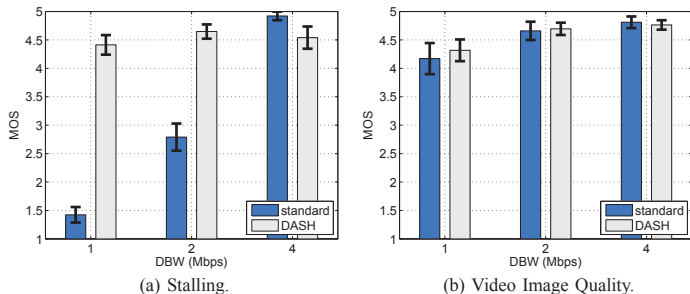 5
4.5
4
3.5
3
2.5
2
1.5
1
MOS
1
2
4
DBW (Mbps)
standard
DASH
(a) Stalling.
5
4.5
4
3.5
3
2.5
2
1.5
1
MOS
1
2
4
DBW (Mbps)
standard
DASH
(b) Video Image Quality.